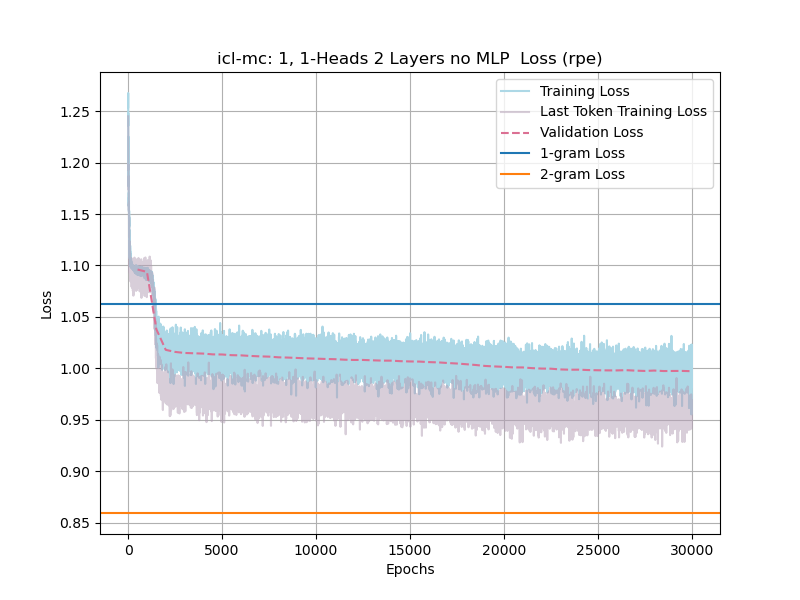 icl-mc: 1, 1-Heads 2 Layers no MLP  Loss (rpe)
Training Loss
Last Token Training Loss
Validation Loss
1-gram Loss
2-gram Loss
1.25
1.20
1.15
1.10
1.05
1.00
0.95
0.90
0.85
Loss
0 5000 10000 15000 20000 25000 30000
Epochs